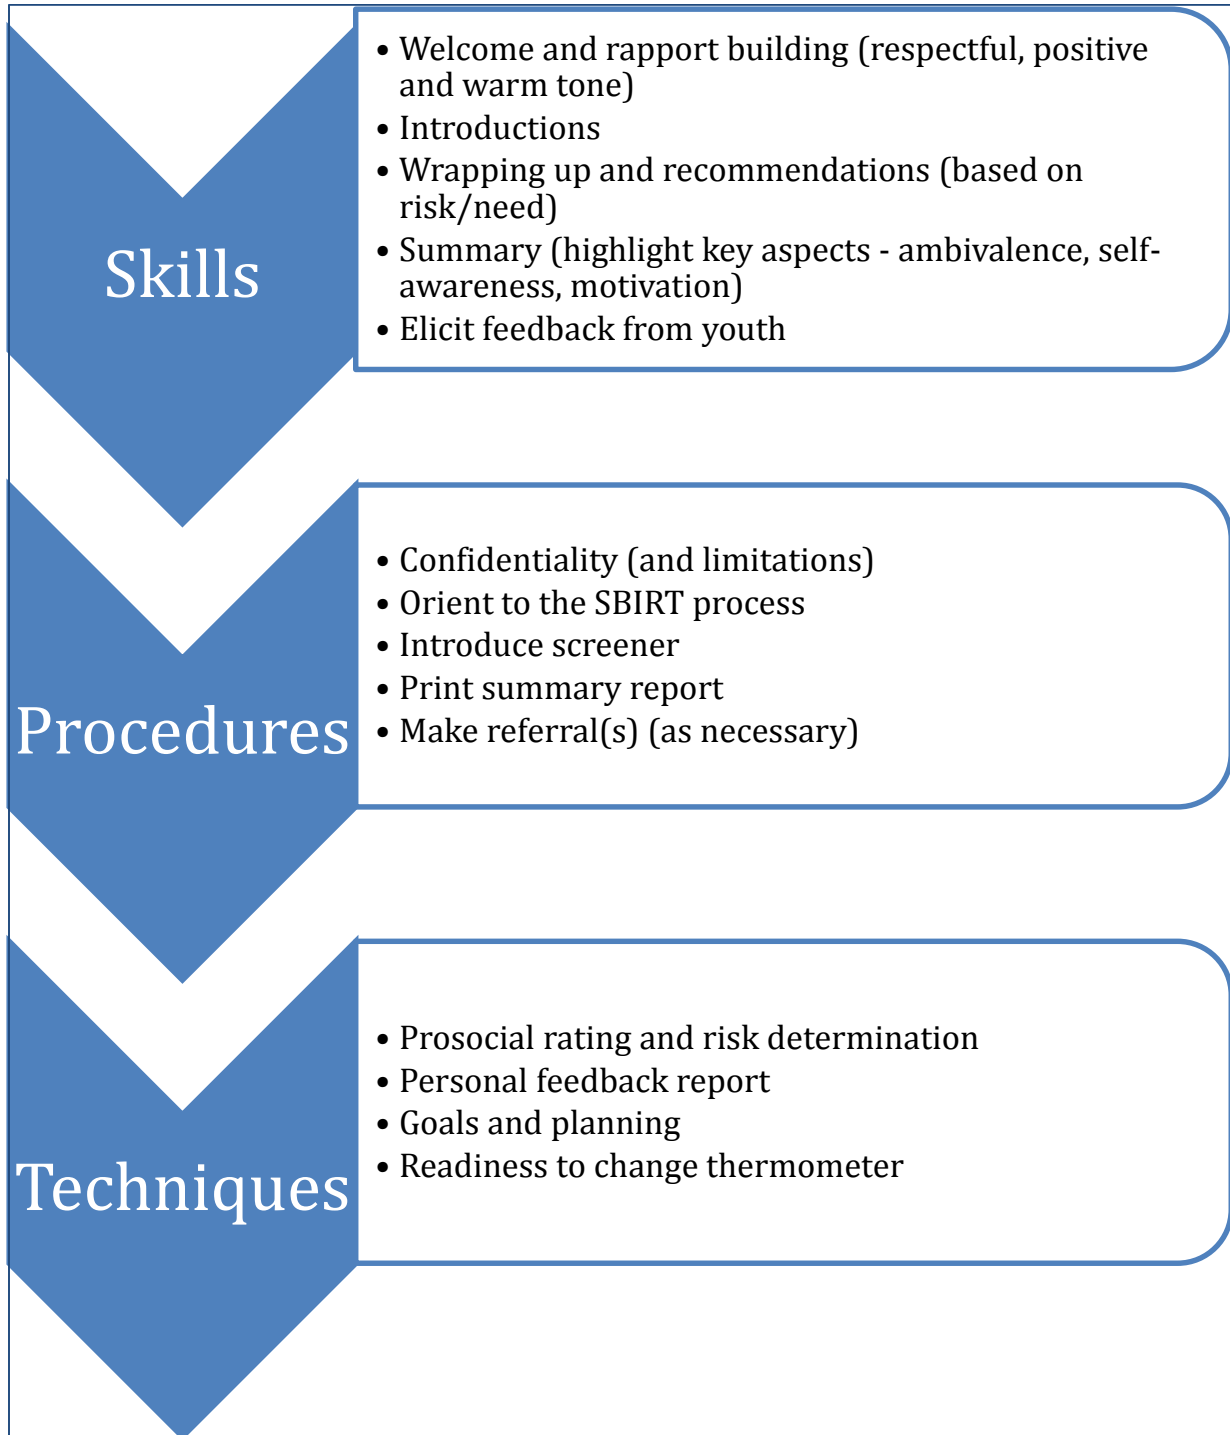 Skills
• Welcome and rapport building (respectful, positive
and warm tone)
• Introductions
• Wrapping up and recommendations (based on
risk/need)
• Summary (highlight key aspects - ambivalence, self-
awareness, motivation)
• Elicit feedback from youth
Procedures
• Confidentiality (and limitations)
• Orient to the SBIRT process
• Introduce screener
• Print summary report
• Make referral(s) (as necessary)
Techniques
• Prosocial rating and risk determination
• Personal feedback report
• Goals and planning
• Readiness to change thermometer